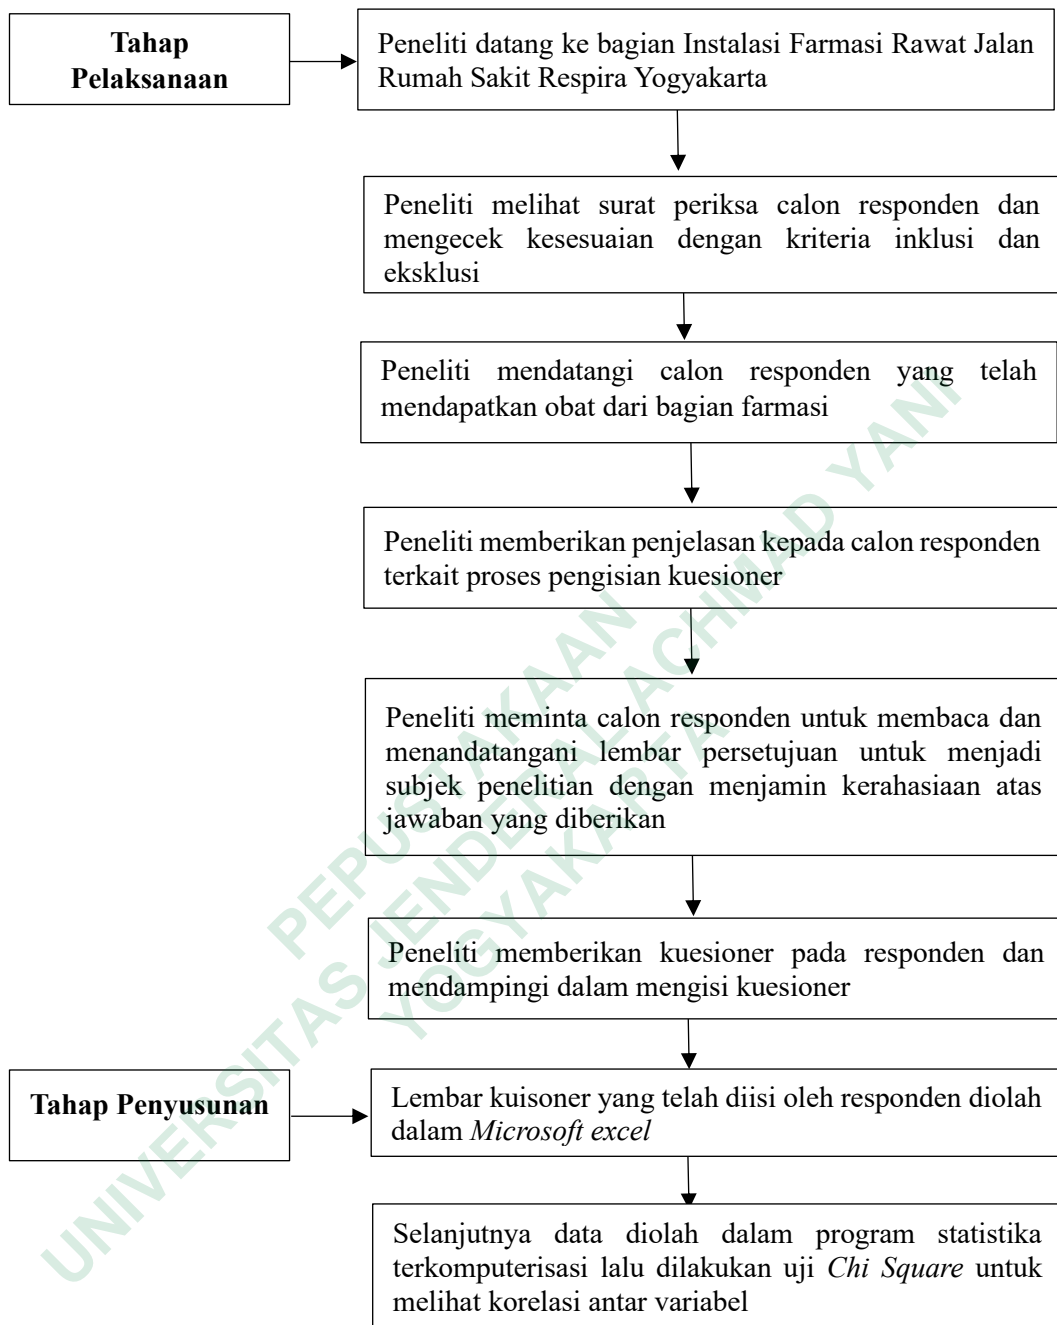 Tahap
Pelaksanaan
Peneliti datang ke bagian Instalasi Farmasi Rawat Jalan
Rumah Sakit Respira Yogyakarta
Peneliti melihat surat periksa calon responden dan
mengecek kesesuaian dengan kriteria inklusi dan
eksklusi
Peneliti mendatangi calon responden yang telah
mendapatkan obat dari bagian farmasi
Peneliti memberikan penjelasan kepada calon responden
terkait proses pengisian kuesioner
Peneliti meminta calon responden untuk membaca dan
menandatangani lembar persetujuan untuk menjadi
subjek penelitian dengan menjamin kerahasiaan atas
jawaban yang diberikan
Peneliti memberikan kuesioner pada responden dan
mendampingi dalam mengisi kuesioner
Tahap Penyusunan
Lembar kuisoner yang telah diisi oleh responden diolah
dalam Microsoft excel
Selanjutnya data diolah dalam program statistika
terkomputerisasi lalu dilakukan uji Chi Square untuk
melihat korelasi antar variabel
PEPUSTAKAAN
UNIVERSITAS JENDERAL ACHMAD YANI
YOGYAKARTA